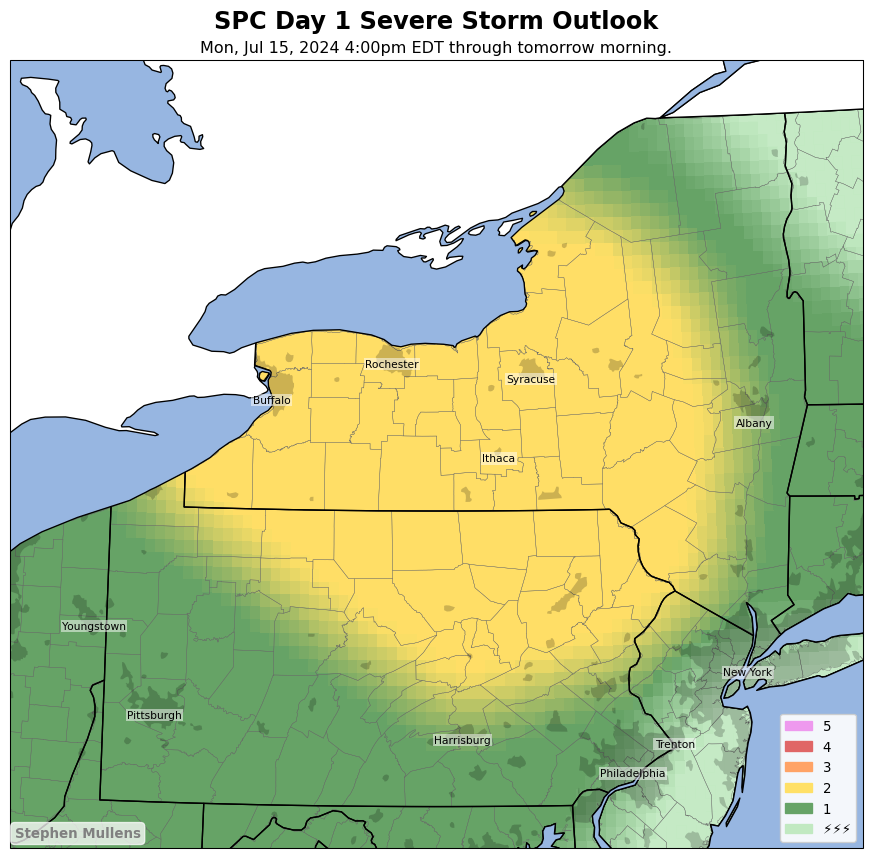 SPC Day 1 Severe Storm Outlook
Mon, Jul 15, 2024 4:00pm EDT through tomorrow morning.
Rochester
Syracuse
Buffalo
Albany
Ithaca
Youngstown
New York
Pittsburgh
Harrisburg
Trenton
Philadelphia
5
4
3
2
1
⚡⚡⚡
Stephen Mullens